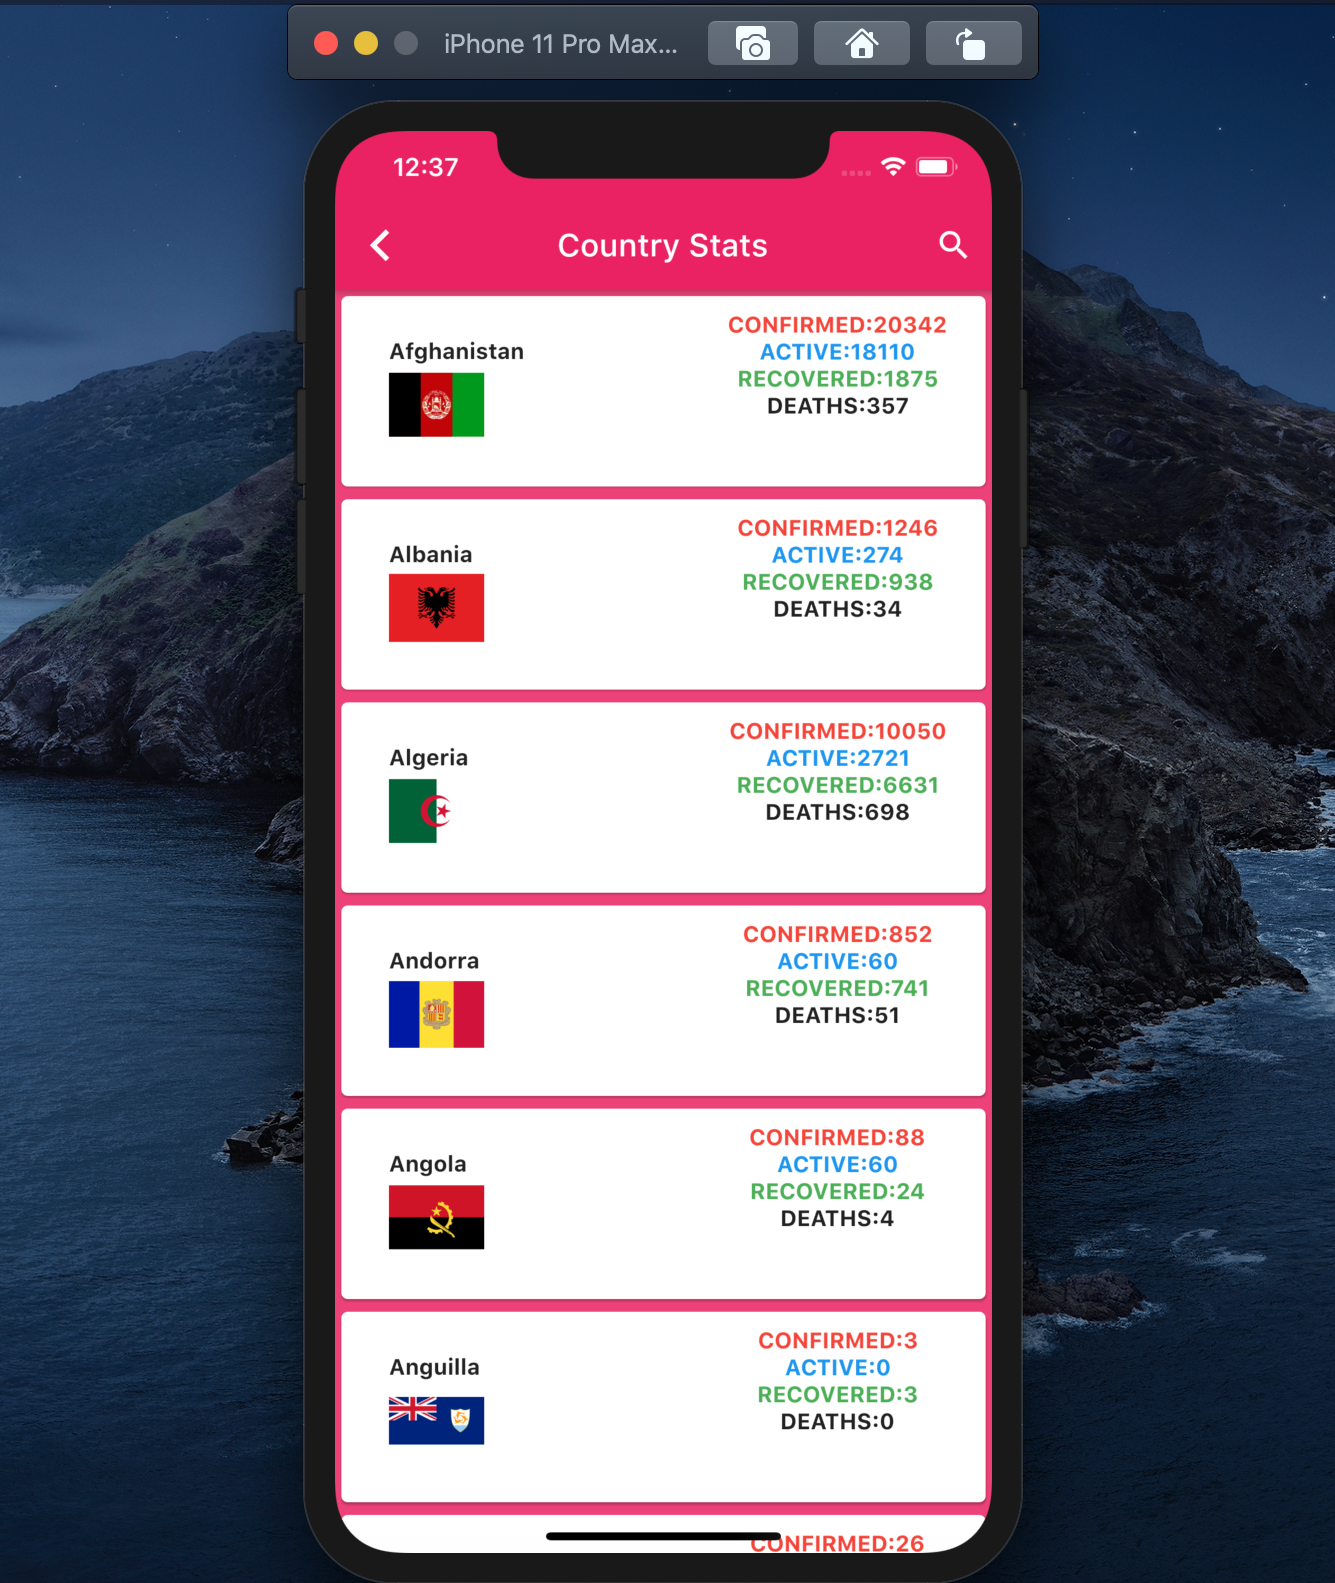 iPhone 11 Pro Max...
12:37
Country Stats
Afghanistan
CONFIRMED:20342
ACTIVE:18110
RECOVERED:1875
DEATHS:357
Albania
CONFIRMED:1246
ACTIVE:274
RECOVERED:938
DEATHS:34
Algeria
CONFIRMED:10050
ACTIVE:2721
RECOVERED:6631
DEATHS:698
Andorra
CONFIRMED:852
ACTIVE:60
RECOVERED:741
DEATHS:51
Angola
CONFIRMED:88
ACTIVE:60
RECOVERED:24
DEATHS:4
Anguilla
CONFIRMED:3
ACTIVE:0
RECOVERED:3
DEATHS:0
CONFIRMED:26